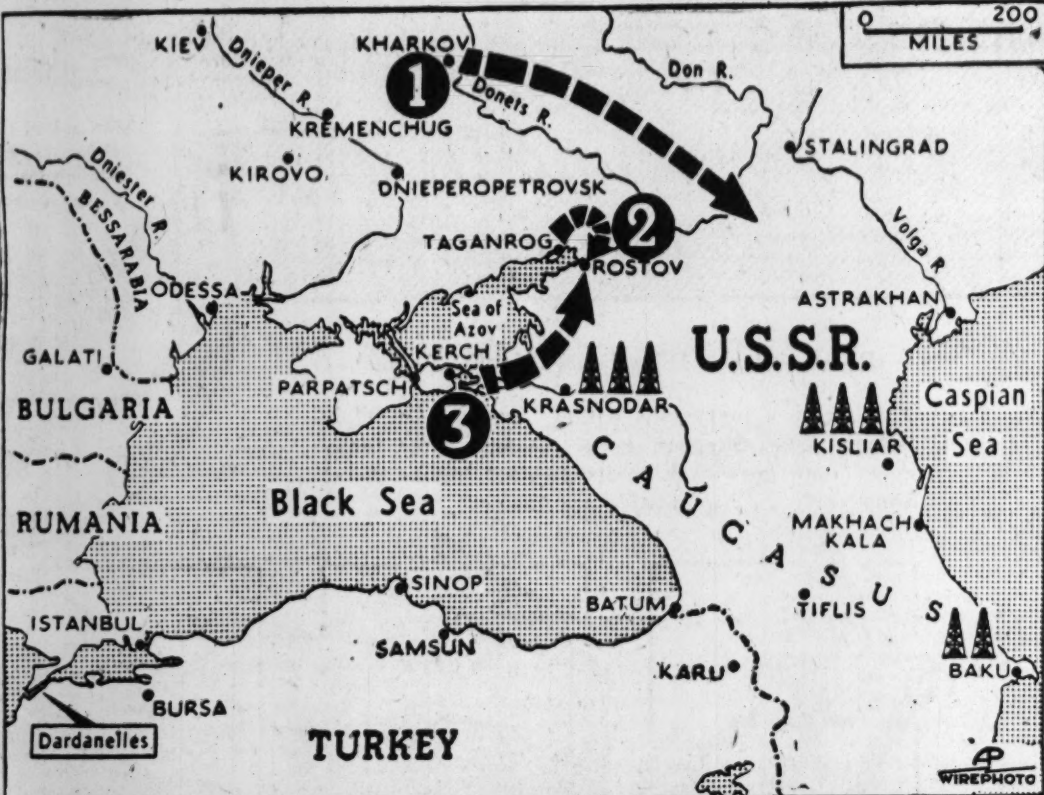 0 200
MILES
KIEV
Dnieper R.
KHARKOV
1
Donets R.
Don R.
KREMENCHUG
STALINGRAD
Dniester R.
KIROVO
DNIEPEROPETROVSK
BESSARABIA
Volga R.
TAGANROG
2
ROSTOV
ODESSA
Sea of
Azov
ASTRAKHAN
U.S.S.R.
GALATI
KERCH
PARPATSCH
KRASNODAR
BULGARIA
3
Caspian
Sea
KISLIAR
CAUCASUS
Black Sea
RUMANIA
MAKHACH
KALA
SINOP
BATUM
TIFLIS
ISTANBUL
SAMSUN
KARU
BAKU
BURSA
Dardanelles
TURKEY
AP
WIREPHOTO